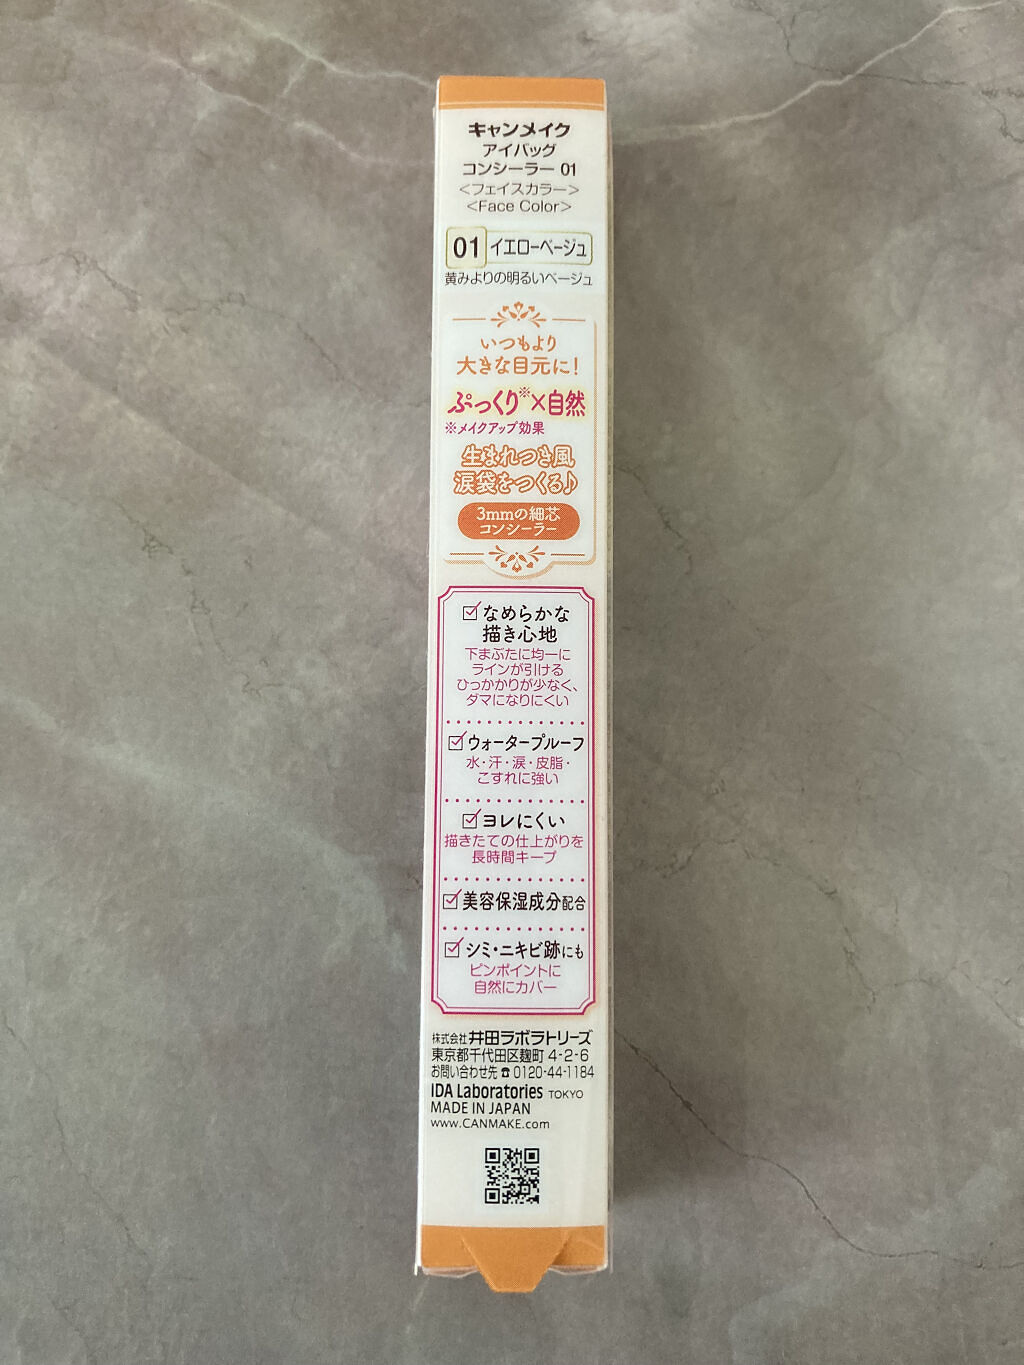 キャンメイク
アイバッグ
コンシーラー 01
<フェイスカラー>
<Face Color>
01 イエローベージュ
黄みよりの明るいベージュ
いつもより
大きな目元に!
ぷっくり※×自然
※メイクアップ効果
生まれつき風
涙袋をつくる♪
3mmの細芯
コンシーラー
☑なめらかな
描き心地
下まぶたに均一に
ラインが引ける
ひっかかりが少なく、
ダマになりにくい
☑ウォータープルーフ
水・汗・涙・皮脂・
こすれに強い
☑ヨレにくい
描きたての仕上がりを
長時間キープ
☑美容保湿成分配合
☑シミ・ニキビ跡にも
ピンポイントに
自然にカバー
株式会社 井田ラボラトリーズ
東京都千代田区麹町 4-2-6
お問い合わせ先 ☎ 0120-44-1184
IDA Laboratories TOKYO
MADE IN JAPAN
www.CANMAKE.com